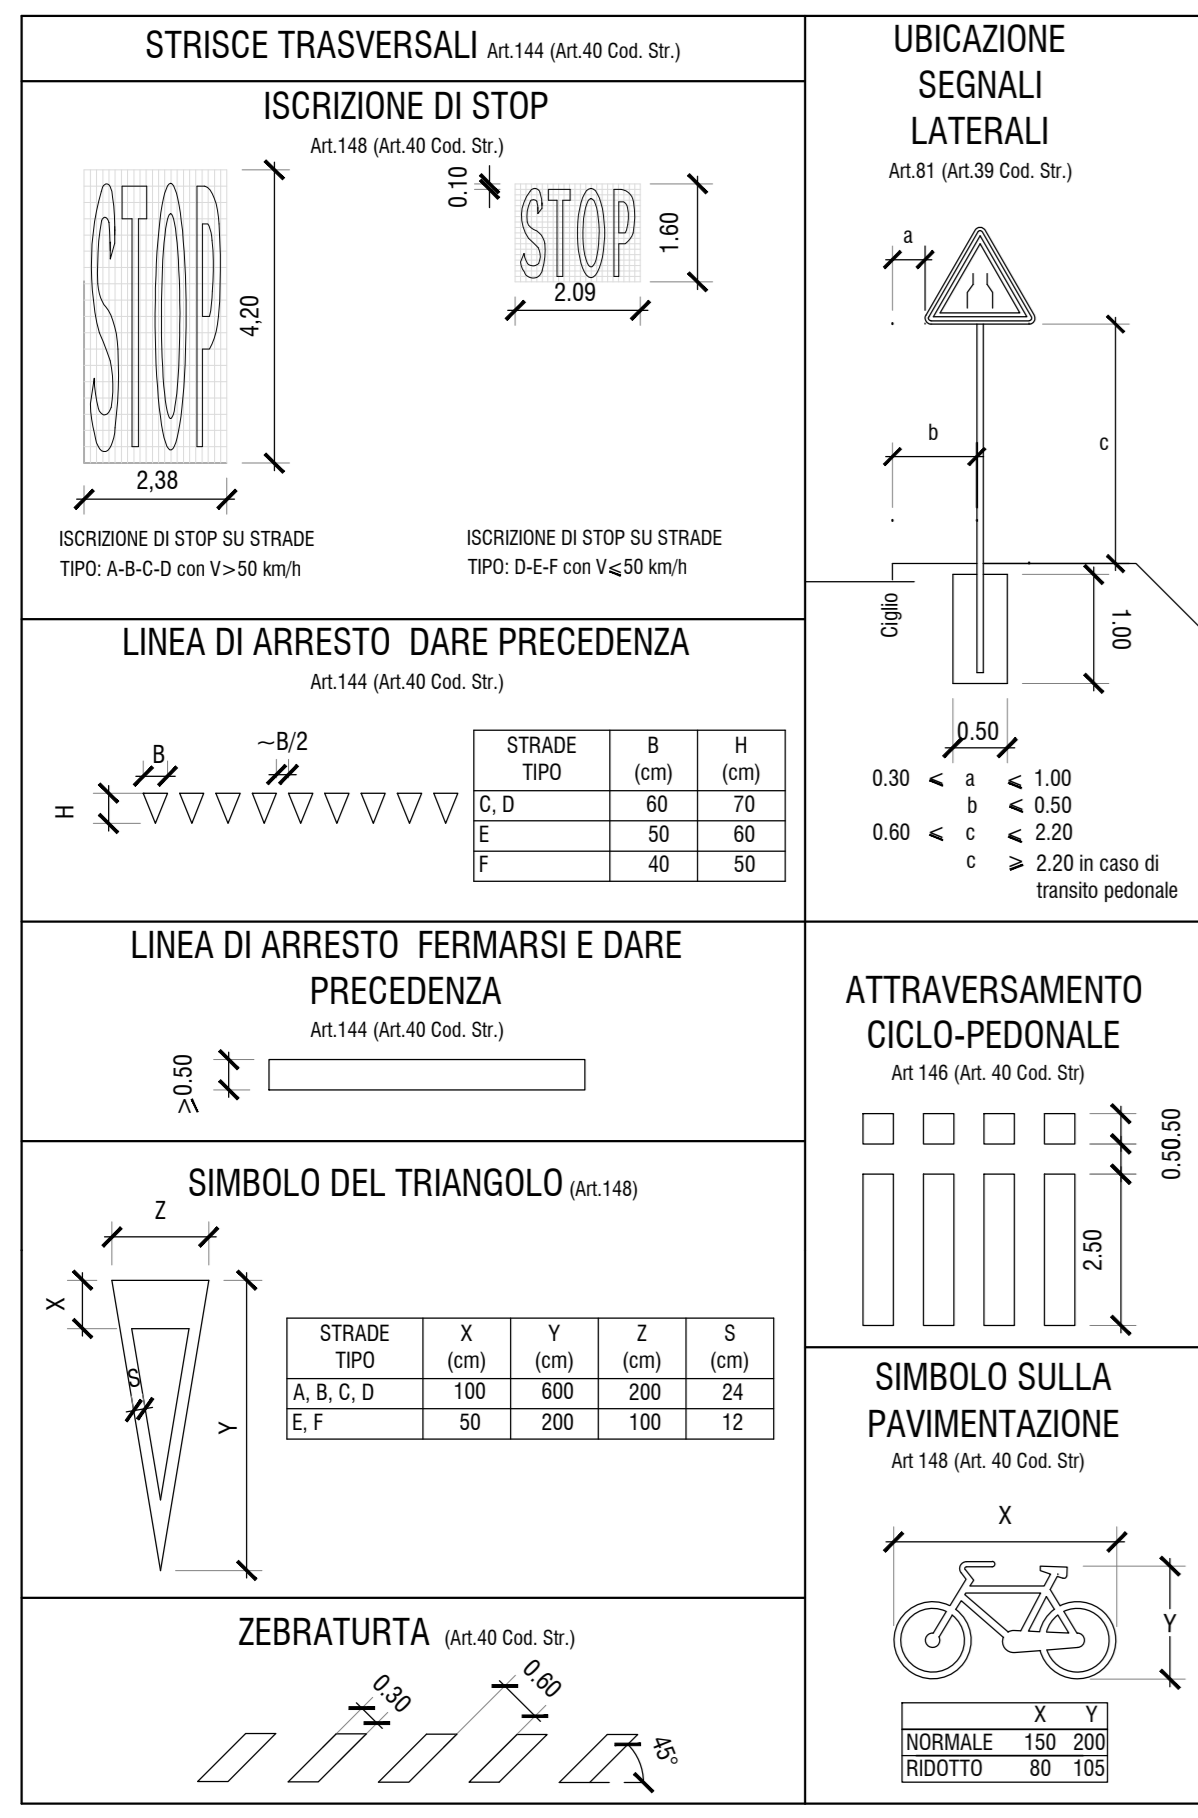 STRISCE TRASVERSALI Art.144 (Art.40 Cod. Str.)
ISCRIZIONE DI STOP
Art.148 (Art.40 Cod. Str.)
STOP
4,20
2,38
0.10
STOP
1.60
2.09
ISCRIZIONE DI STOP SU STRADE
TIPO: A-B-C-D con V>50 km/h
ISCRIZIONE DI STOP SU STRADE
TIPO: D-E-F con V⩽50 km/h
LINEA DI ARRESTO DARE PRECEDENZA
Art.144 (Art.40 Cod. Str.)
B
~B/2
H
STRADE TIPO B (cm) H (cm)
C, D 60 70
E 50 60
F 40 50
LINEA DI ARRESTO FERMARSI E DARE
PRECEDENZA
Art.144 (Art.40 Cod. Str.)
⩾0.50
SIMBOLO DEL TRIANGOLO (Art.148)
Z
X
S
Y
STRADE TIPO X (cm) Y (cm) Z (cm) S (cm)
A, B, C, D 100 600 200 24
E, F 50 200 100 12
ZEBRATURTA (Art.40 Cod. Str.)
0.30
0.60
45°
UBICAZIONE
SEGNALI
LATERALI
Art.81 (Art.39 Cod. Str.)
a
b
c
Ciglio
1.00
0.50
0.30 ⩽ a ⩽ 1.00
b ⩽ 0.50
0.60 ⩽ c ⩽ 2.20
c ⩾ 2.20 in caso di
transito pedonale
ATTRAVERSAMENTO
CICLO-PEDONALE
Art 146 (Art. 40 Cod. Str)
0.50
0.50
2.50
SIMBOLO SULLA
PAVIMENTAZIONE
Art 148 (Art. 40 Cod. Str)
X
Y
X Y
NORMALE 150 200
RIDOTTO 80 105